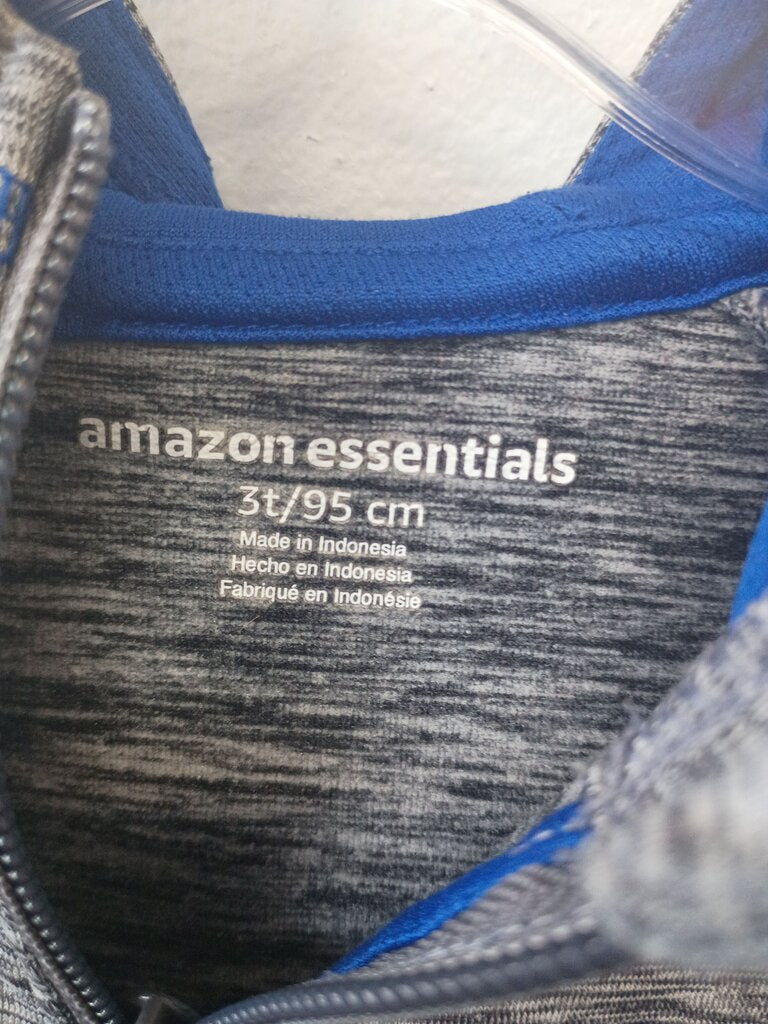 amazon essentials
3t/95 cm
Made in Indonesia
Hecho en Indonesia
Fabriqué en Indonésie